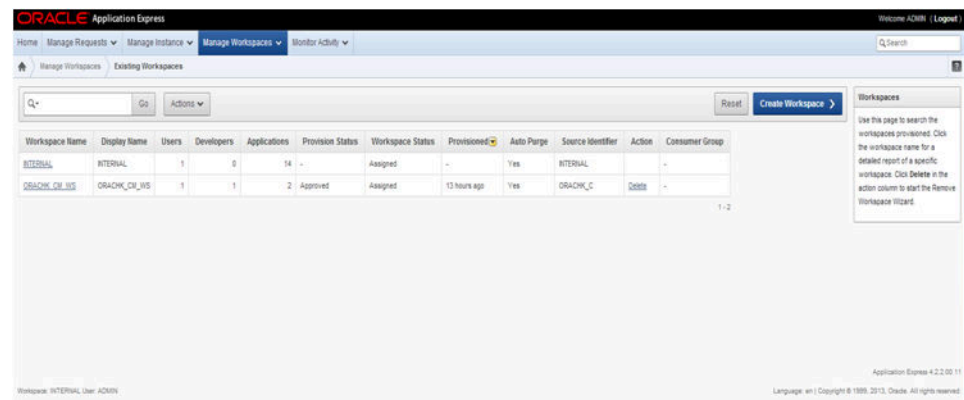 ORACLE Application Express
Welcome ADMIN ( Logout )
Home Manage Requests Manage Instance Manage Workspaces Monitor Activity
Search
Manage Workspaces Existing Workspaces
?
Go Actions
Reset Create Workspace
Workspaces
Use this page to search the
workspaces provisioned. Click
the workspace name for a
detailed report of a specific
workspace. Click Delete in the
action column to start the Remove
Workspace Wizard.
Workspace Name Display Name Users Developers Applications Provision Status Workspace Status Provisioned Auto Purge Source Identifier Action Consumer Group
INTERNAL INTERNAL 1 0 14 - Assigned - Yes INTERNAL -
ORACHK_CM_WS ORACHK_CM_WS 1 1 2 Approved Assigned 13 hours ago Yes ORACHK_C Delete -
1 - 2
Application Express 4.2.2.00.11
Workspace: INTERNAL User: ADMIN
Language: en | Copyright © 1999, 2013, Oracle. All rights reserved.